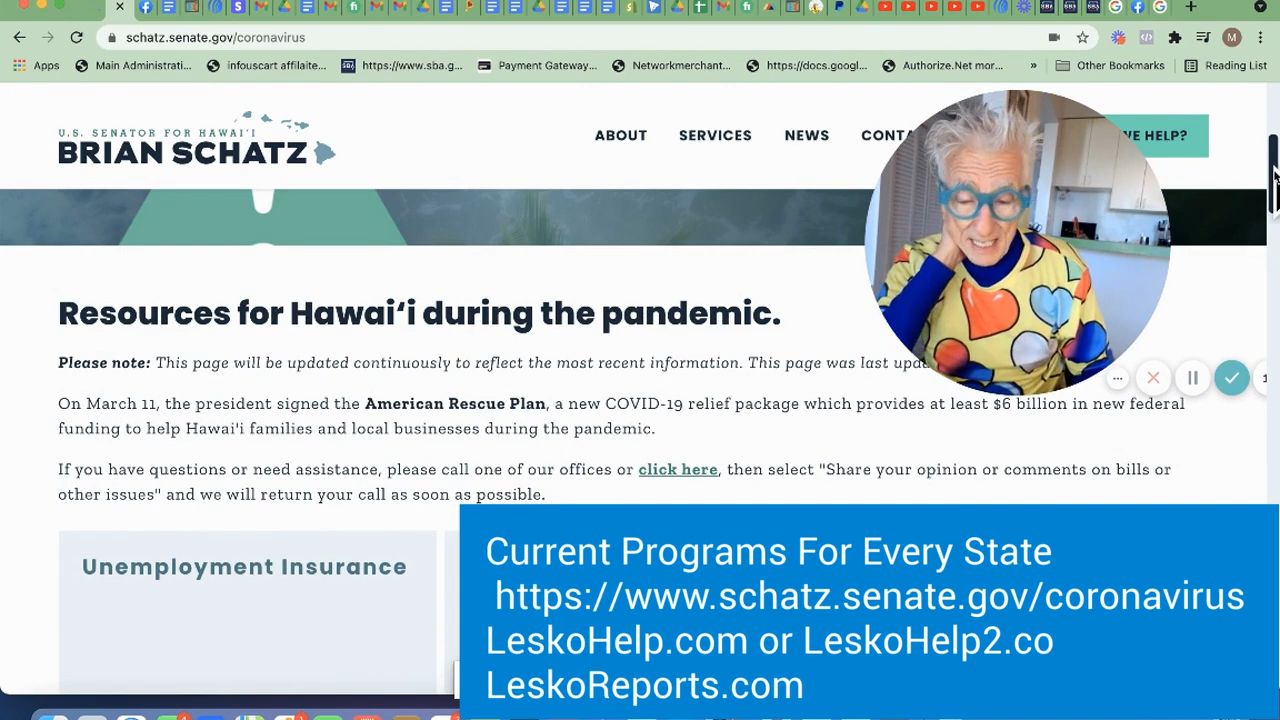 schatz.senate.gov/coronavirus
M
Apps
Main Administrati...
infouscart affilaite...
https://www.sba.g...
Payment Gateway...
Networkmerchant...
https://docs.googl...
Authorize.Net mor...
»
Other Bookmarks
Reading List
U.S. SENATOR FOR HAWAI'I
BRIAN SCHATZ
ABOUT
SERVICES
NEWS
CONTA
WE HELP?
Resources for Hawai‘i during the pandemic.
Please note: This page will be updated continuously to reflect the most recent information. This page was last upda
On March 11, the president signed the American Rescue Plan, a new COVID-19 relief package which provides at least $6 billion in new federal
funding to help Hawai'i families and local businesses during the pandemic.
If you have questions or need assistance, please call one of our offices or click here, then select "Share your opinion or comments on bills or
other issues" and we will return your call as soon as possible.
Unemployment Insurance
Current Programs For Every State
https://www.schatz.senate.gov/coronavirus
LeskoHelp.com or LeskoHelp2.co
LeskoReports.com